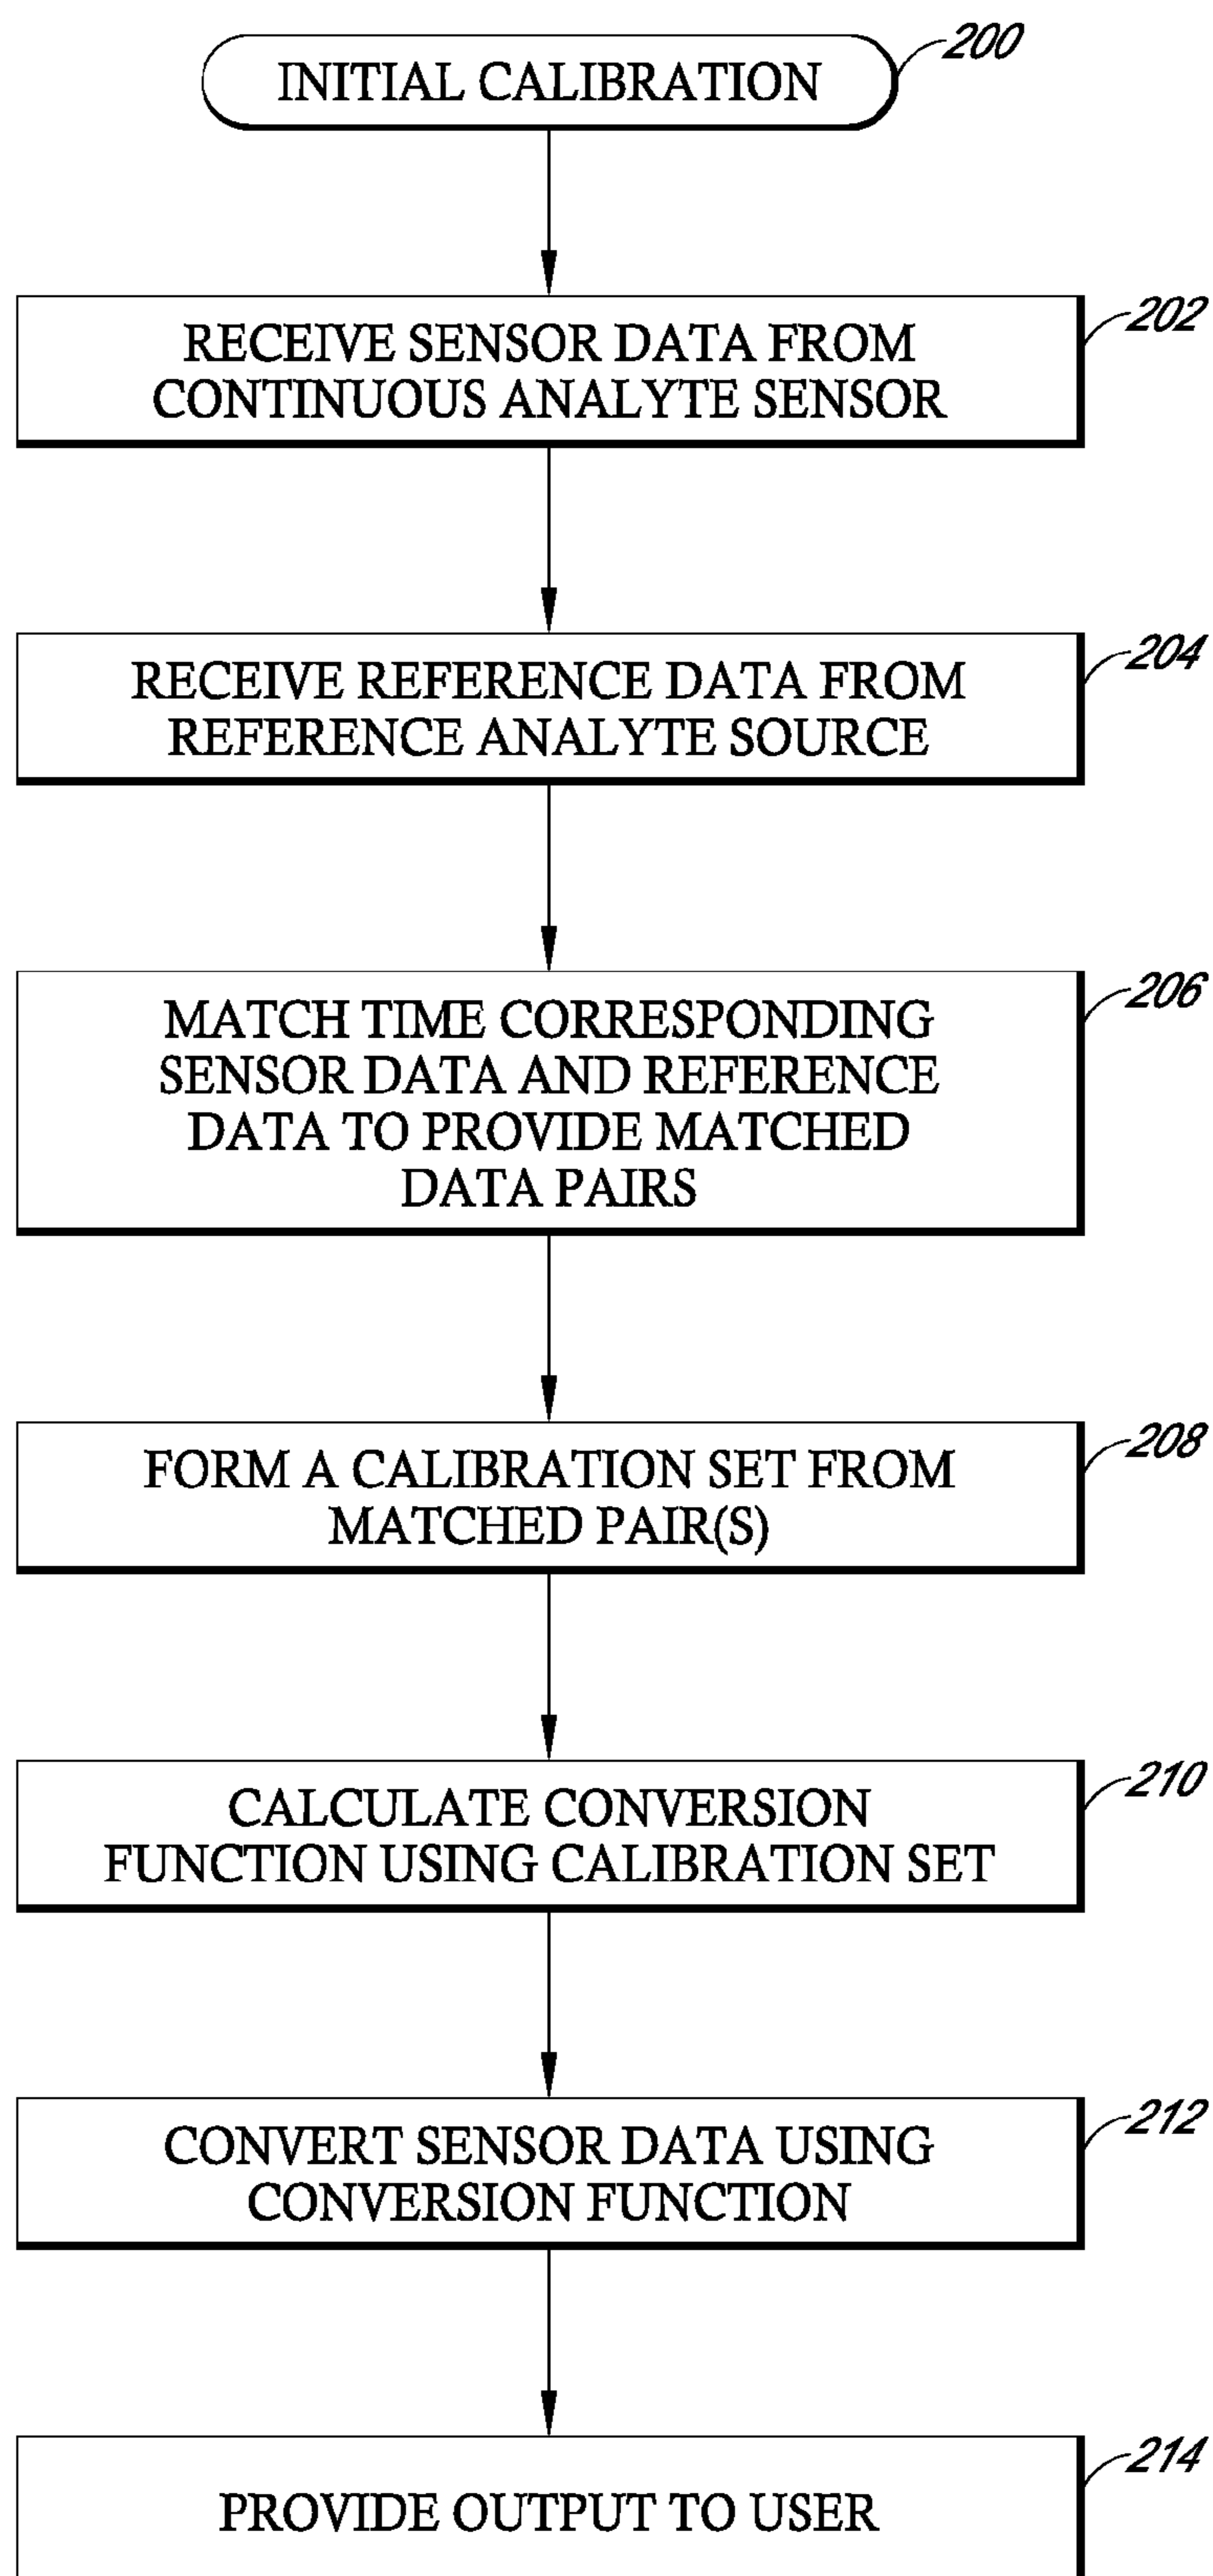 INITIAL CALIBRATION
200
RECEIVE SENSOR DATA FROM
CONTINUOUS ANALYTE SENSOR
202
RECEIVE REFERENCE DATA FROM
REFERENCE ANALYTE SOURCE
204
MATCH TIME CORRESPONDING
SENSOR DATA AND REFERENCE
DATA TO PROVIDE MATCHED
DATA PAIRS
206
FORM A CALIBRATION SET FROM
MATCHED PAIR(S)
208
CALCULATE CONVERSION
FUNCTION USING CALIBRATION SET
210
CONVERT SENSOR DATA USING
CONVERSION FUNCTION
212
PROVIDE OUTPUT TO USER
214